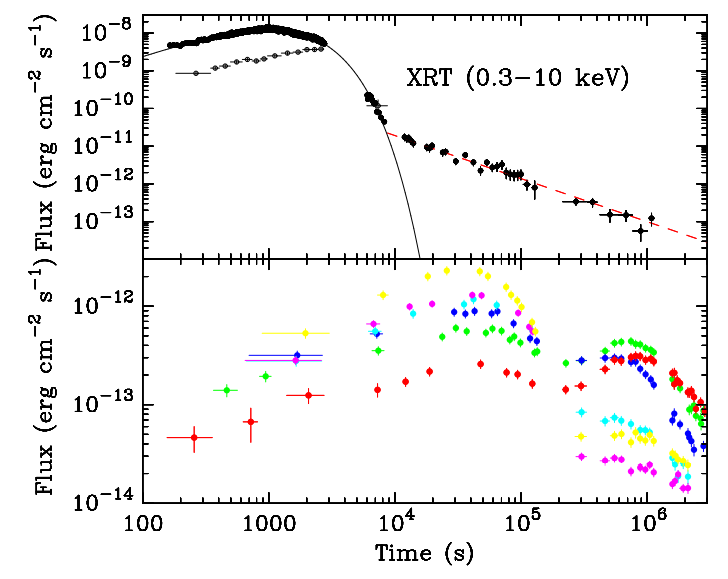 10⁻⁸
10⁻⁹
10⁻¹⁰
10⁻¹¹
10⁻¹²
10⁻¹³
Flux (erg cm⁻² s⁻¹)
XRT (0.3−10 keV)
10⁻¹²
10⁻¹³
10⁻¹⁴
Flux (erg cm⁻² s⁻¹)
100 1000 10⁴ 10⁵ 10⁶
Time (s)